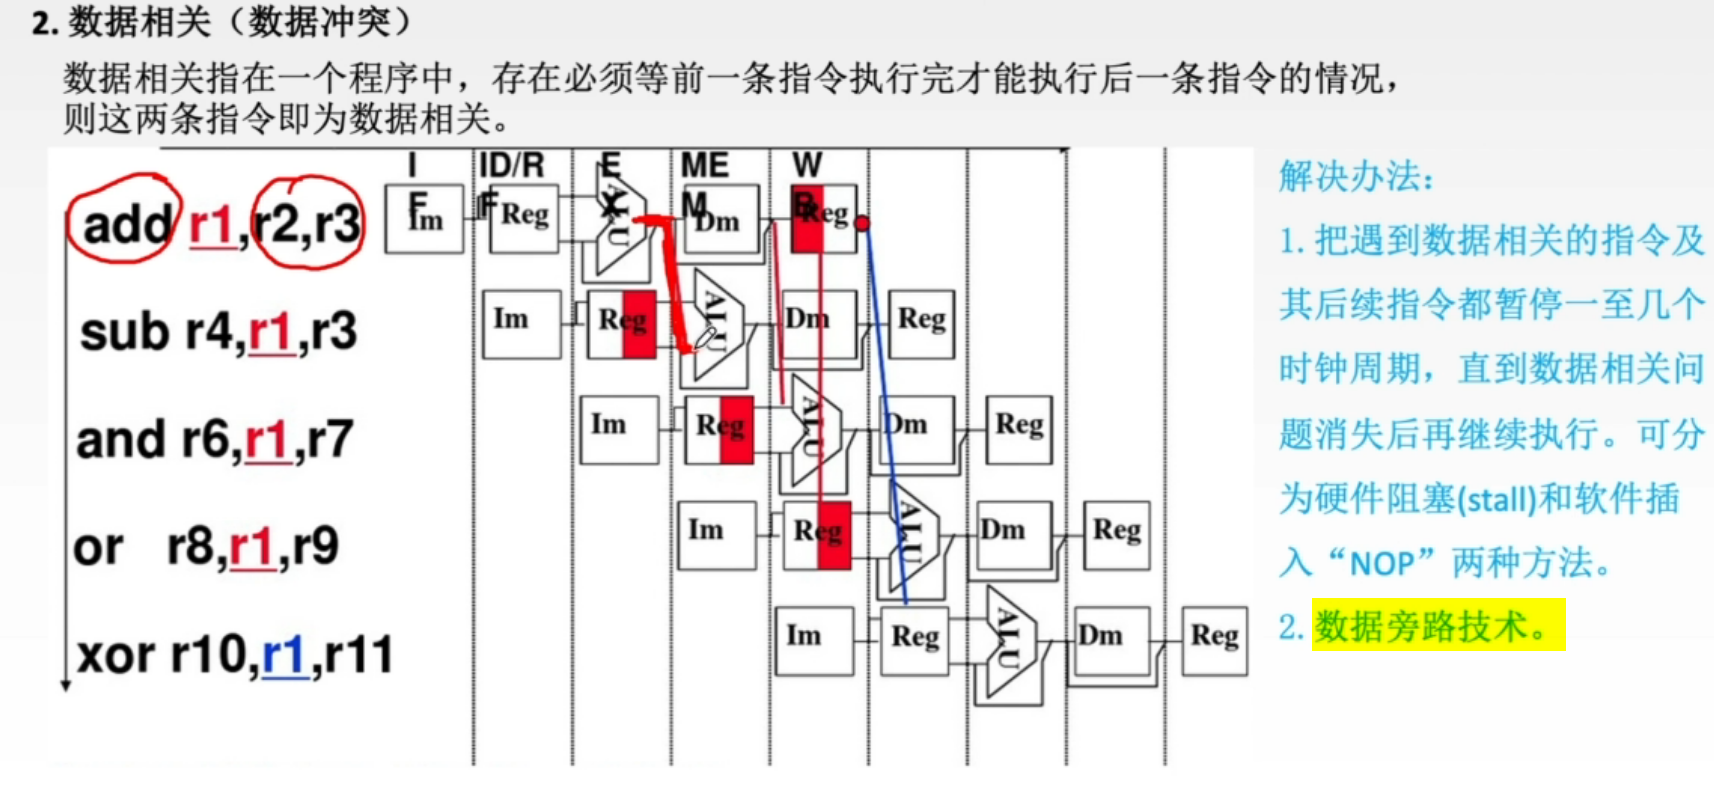 2. 数据相关（数据冲突）
数据相关指在一个程序中，存在必须等前一条指令执行完才能执行后一条指令的情况，
则这两条指令即为数据相关。
IF ID/RF EX MEM WB
add r1,r2,r3 Im Reg ALU Dm Reg
sub r4,r1,r3 Im Reg ALU Dm Reg
and r6,r1,r7 Im Reg ALU Dm Reg
or r8,r1,r9 Im Reg ALU Dm Reg
xor r10,r1,r11 Im Reg ALU Dm Reg
解决办法：
1. 把遇到数据相关的指令及
其后续指令都暂停一至几个
时钟周期，直到数据相关问
题消失后再继续执行。可分
为硬件阻塞(stall)和软件插
入“NOP”两种方法。
2. 数据旁路技术。